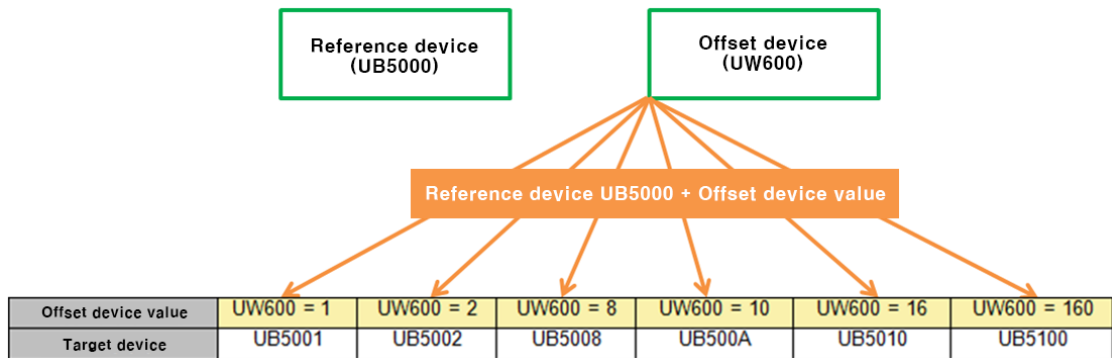 Reference device
(UB5000)
Offset device
(UW600)
Reference device UB5000 + Offset device value
Offset device value UW600 = 1 UW600 = 2 UW600 = 8 UW600 = 10 UW600 = 16 UW600 = 160
Target device UB5001 UB5002 UB5008 UB500A UB5010 UB5100